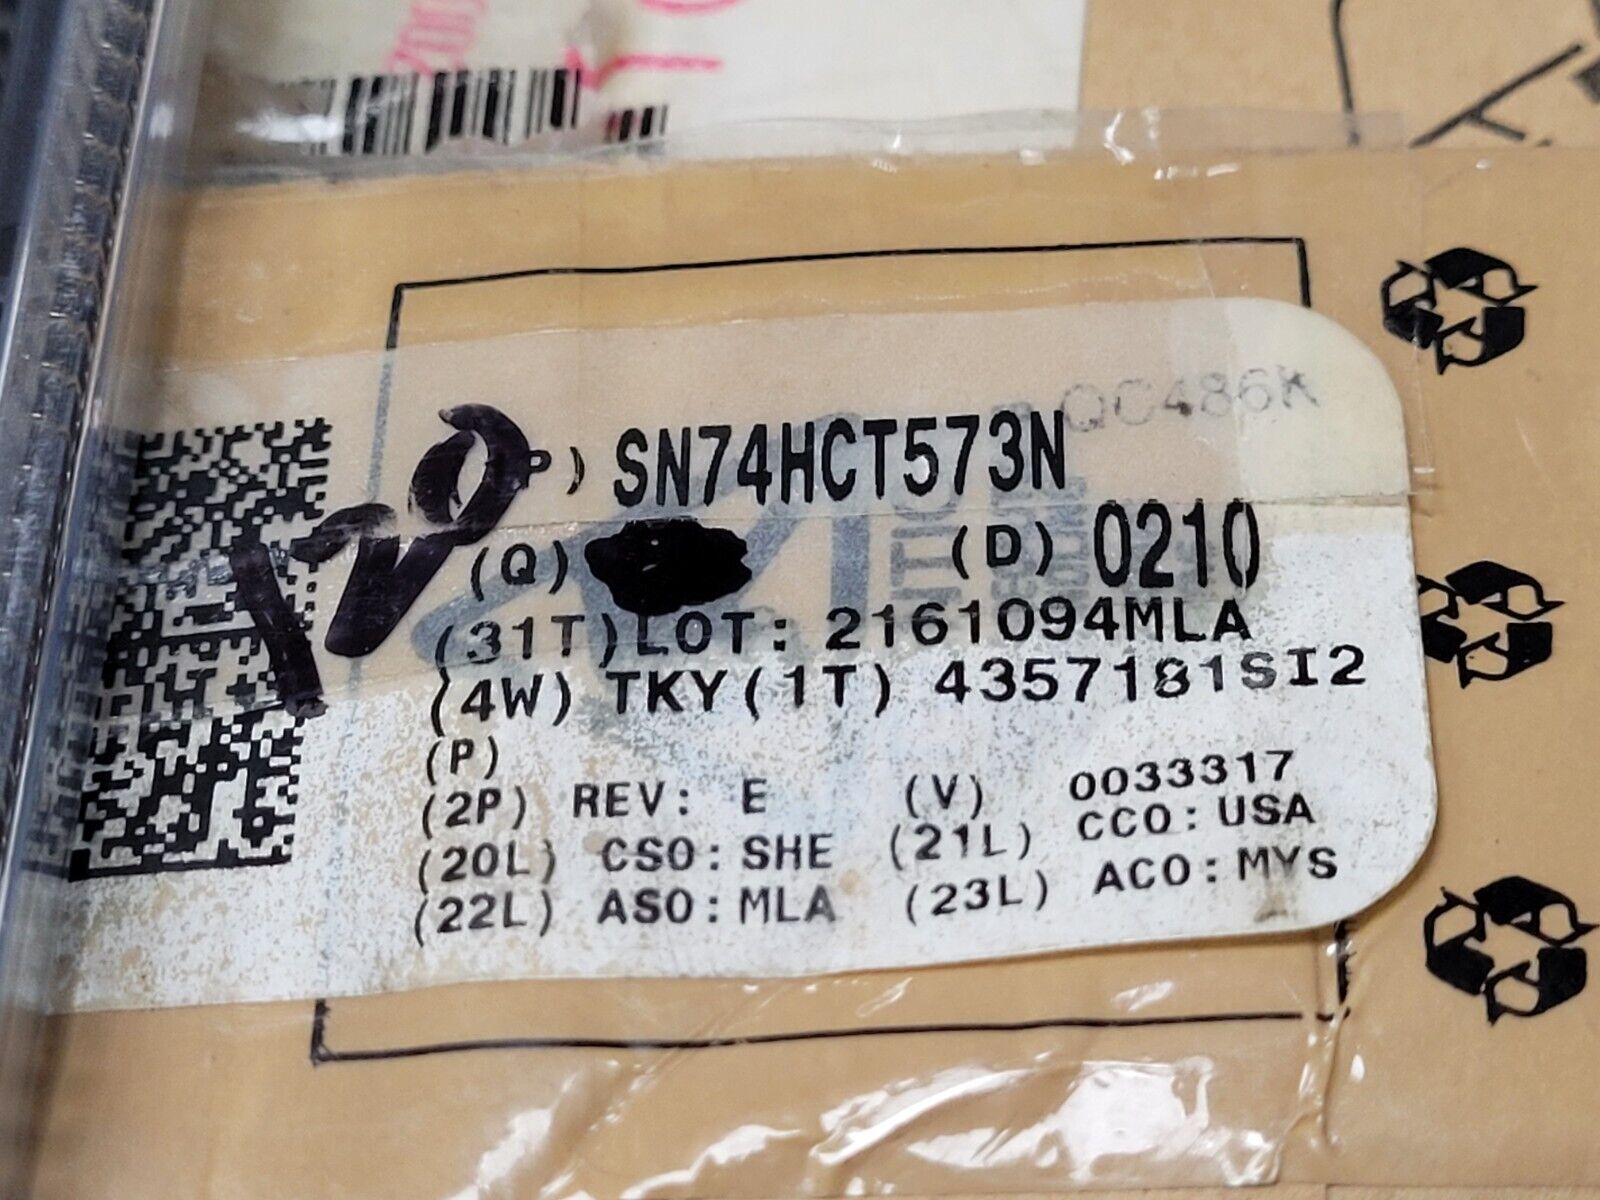 QC486K
P) SN74HCT573N
120
(Q) (D) 0210
(31T)LOT: 2161094MLA
(4W) TKY(1T) 4357181SI2
(P)
(2P) REV: E (V) 0033317
(20L) CSO: SHE (21L) CCO: USA
(22L) ASO: MLA (23L) ACO: MYS